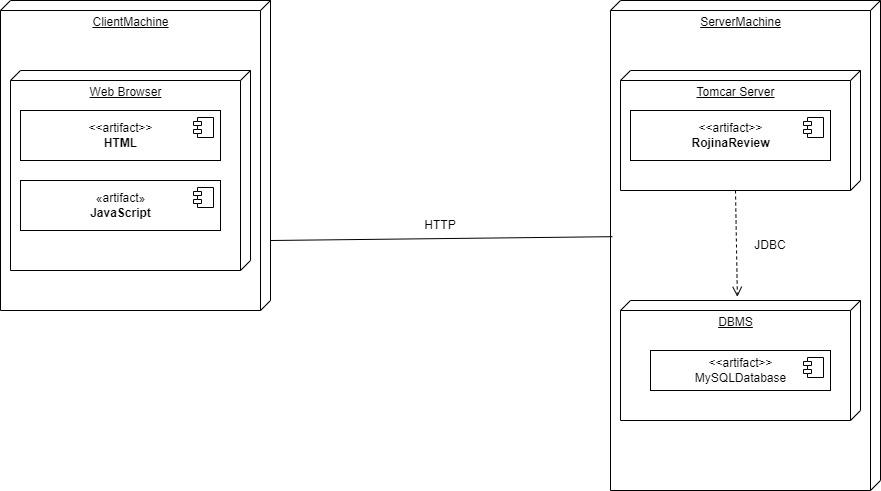 ClientMachine
Web Browser
<<artifact>>
HTML
«artifact»
JavaScript
HTTP
ServerMachine
Tomcar Server
<<artifact>>
RojinaReview
JDBC
DBMS
<<artifact>>
MySQLDatabase